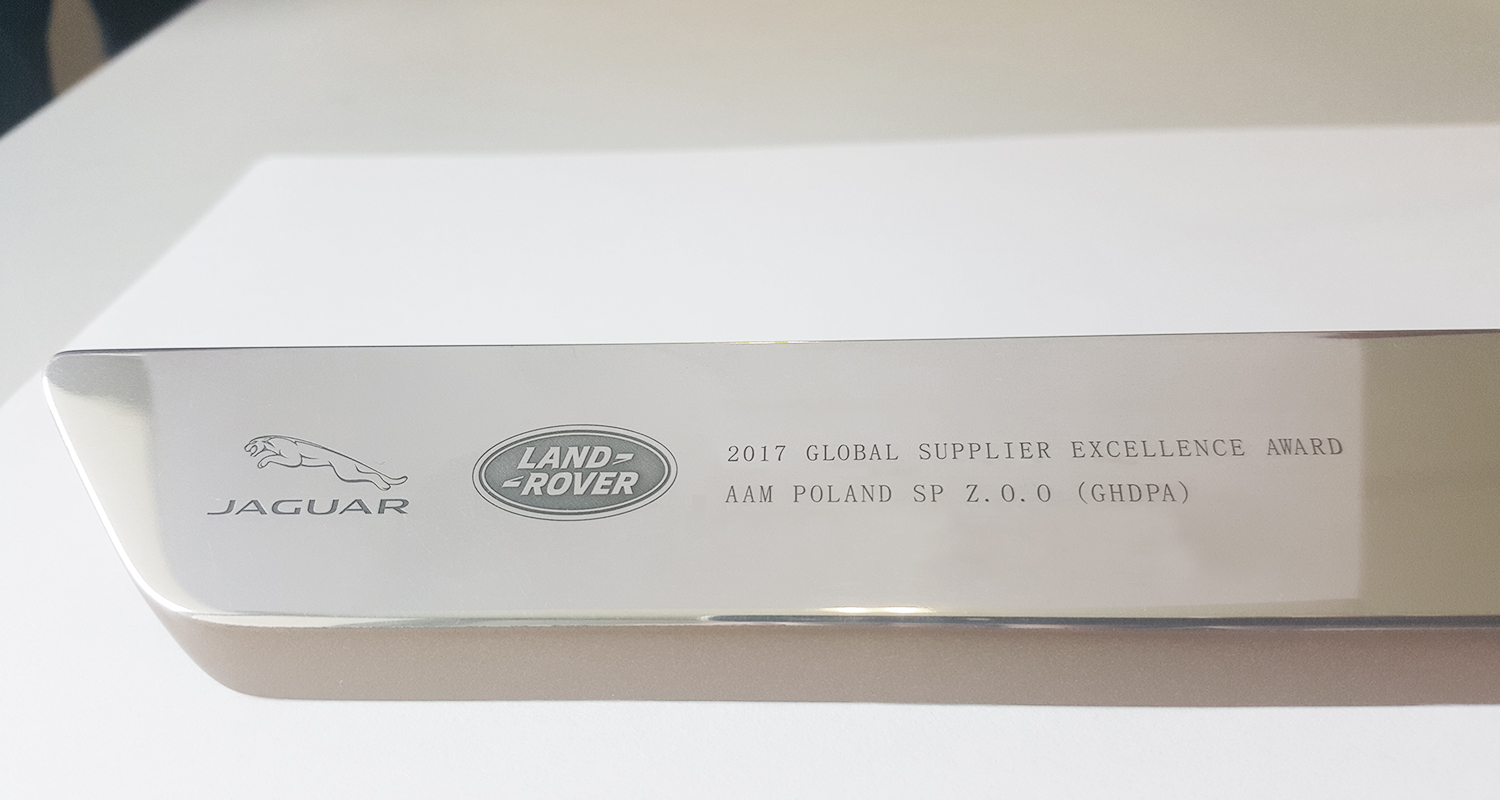 JAGUAR
LAND-
-ROVER
2017 GLOBAL SUPPLIER EXCELLENCE AWARD
AAM POLAND SP Z.O.O (GHDPA)